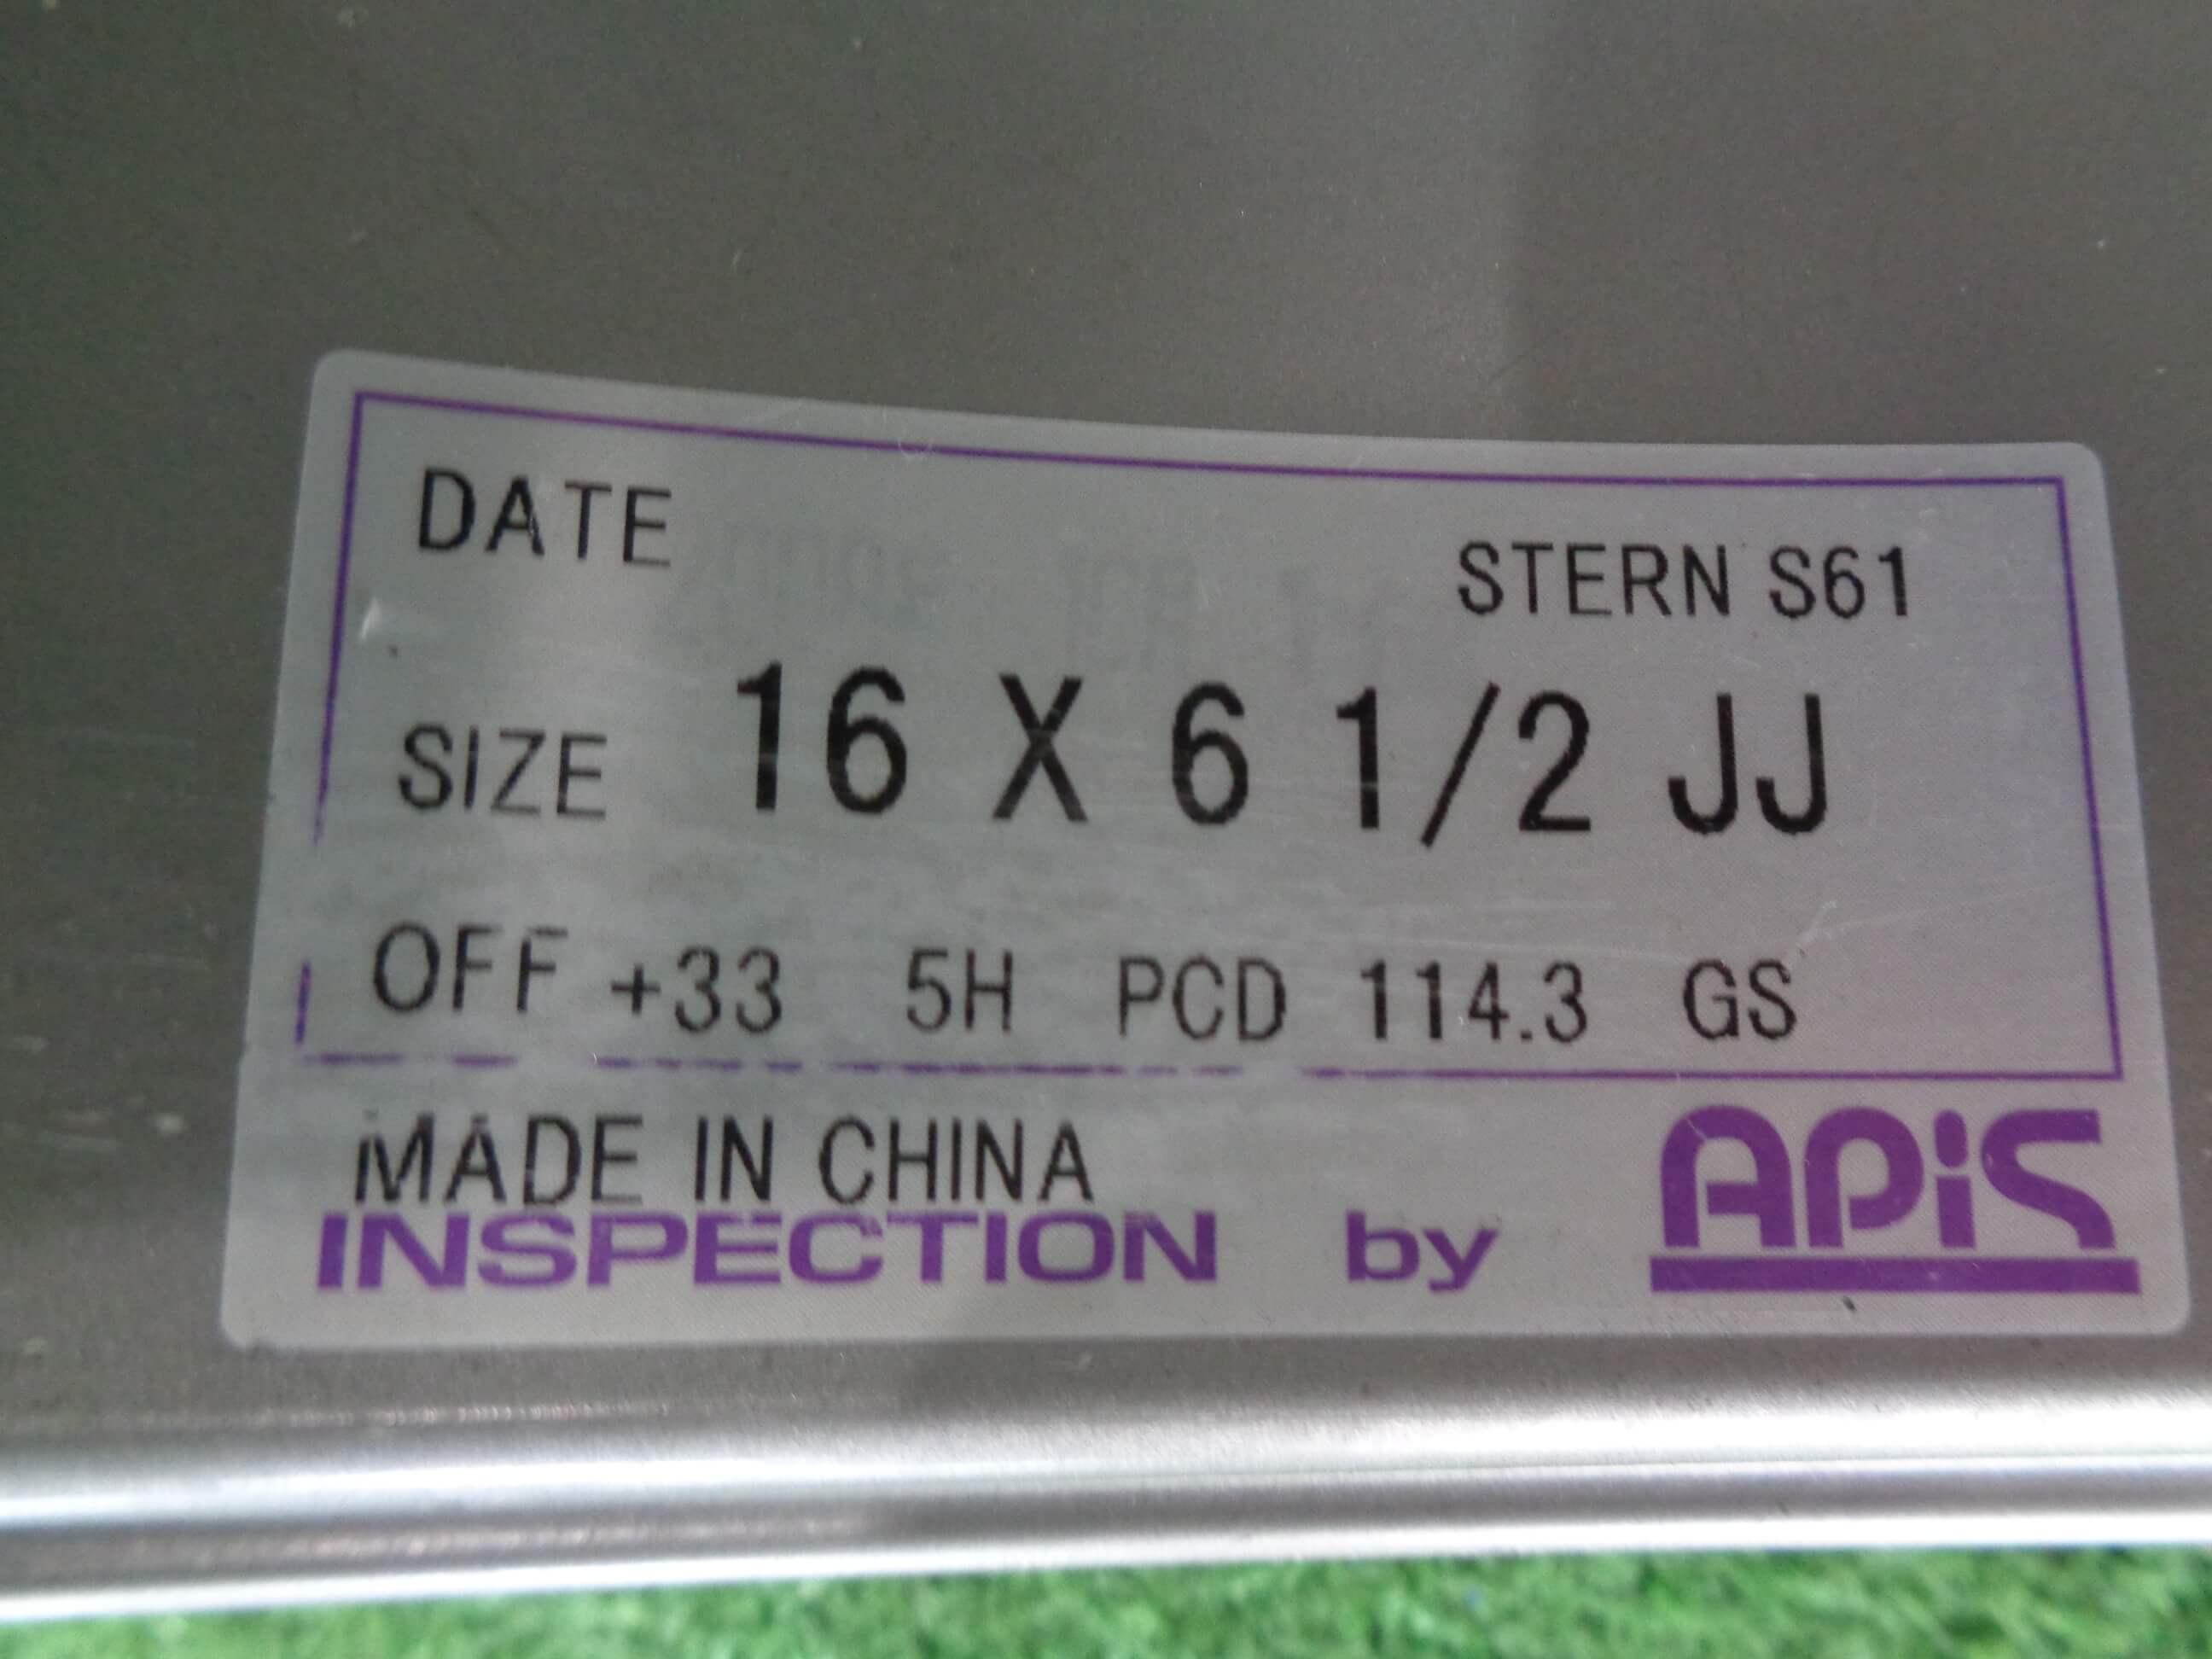 DATE
STERN S61
SIZE 16 X 6 1/2 JJ
OFF +33 5H PCD 114.3 GS
MADE IN CHINA
INSPECTION by APiS